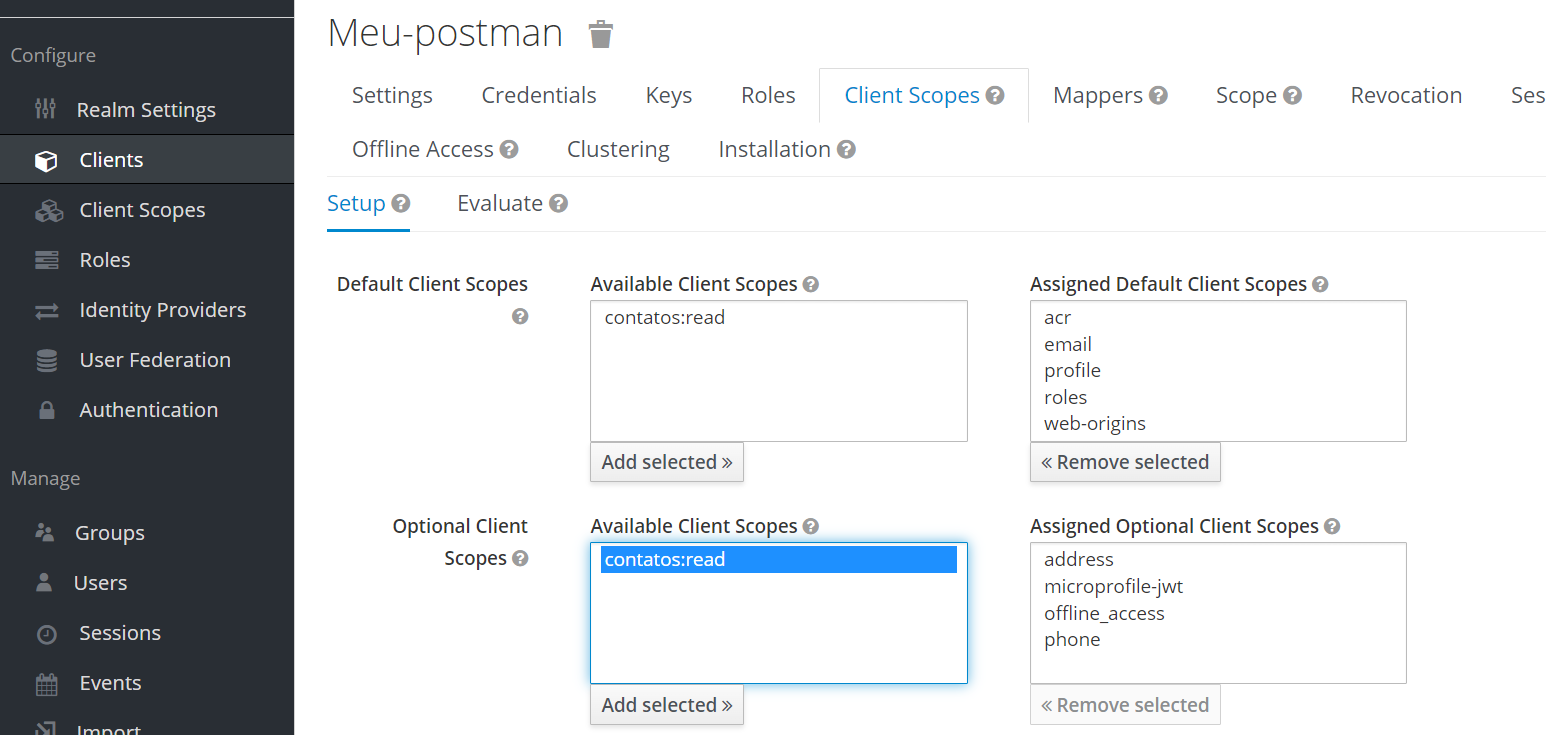 Configure
Realm Settings
Clients
Client Scopes
Roles
Identity Providers
User Federation
Authentication
Manage
Groups
Users
Sessions
Events
Import
Meu-postman
Settings Credentials Keys Roles Client Scopes Mappers Scope Revocation Ses
Offline Access Clustering Installation
Setup Evaluate
Default Client Scopes
Available Client Scopes
contatos:read
Add selected »
Assigned Default Client Scopes
acr
email
profile
roles
web-origins
« Remove selected
Optional Client
Scopes
Available Client Scopes
contatos:read
Add selected »
Assigned Optional Client Scopes
address
microprofile-jwt
offline_access
phone
« Remove selected